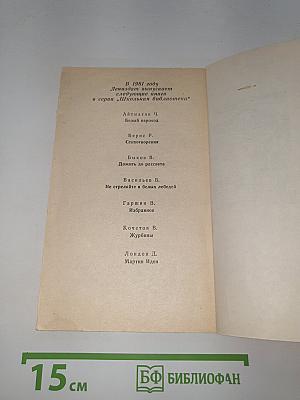 В 1981 году
Лениздат выпускает
следующие книги
в серии „Школьная библиотека“
Айтматов Ч.
Белый пароход
Бернс Р.
Стихотворения
Быков В.
Дожить до рассвета
Васильев Б.
Не стреляйте в белых лебедей
Гаршин В.
Избранное
Кочетов В.
Журбины
Лондон Д.
Мартин Иден
15 см
БФ БИБЛИОФАН